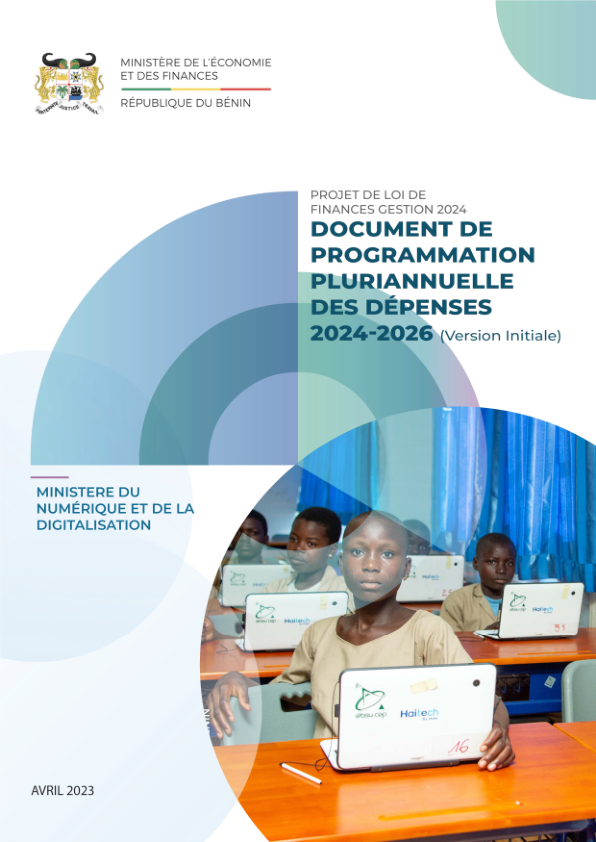 MINISTÈRE DE L'ÉCONOMIE
ET DES FINANCES
RÉPUBLIQUE DU BÉNIN
FRATERNITÉ JUSTICE TRAVAIL
PROJET DE LOI DE
FINANCES GESTION 2024
DOCUMENT DE
PROGRAMMATION
PLURIANNUELLE
DES DÉPENSES
2024-2026 (Version Initiale)
MINISTERE DU
NUMÉRIQUE ET DE LA
DIGITALISATION
Haitech
Haitech
Haitech
Haitech
16
AVRIL 2023